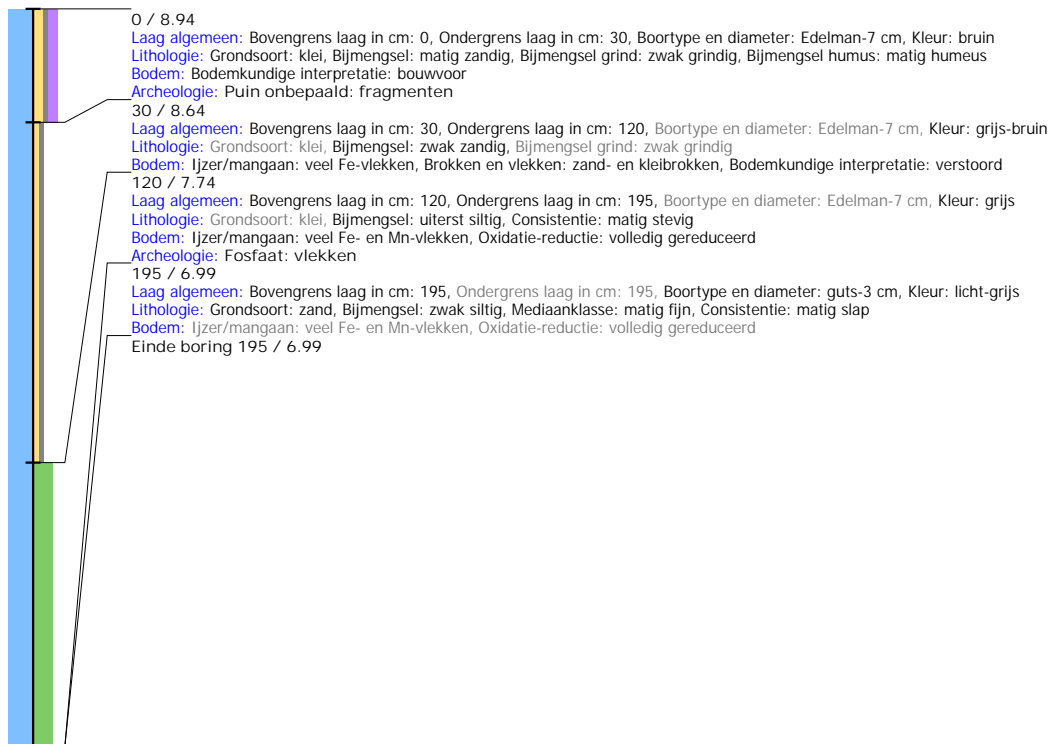 0 / 8.94
Laag algemeen: Bovengrens laag in cm: 0, Ondergrens laag in cm: 30, Boortype en diameter: Edelman-7 cm, Kleur: bruin
Lithologie: Grondsoort: klei, Bijmengsel: matig zandig, Bijmengsel grind: zwak grindig, Bijmengsel humus: matig humeus
Bodem: Bodemkundige interpretatie: bouwvoor
Archeologie: Puin onbepaald: fragmenten
30 / 8.64
Laag algemeen: Bovengrens laag in cm: 30, Ondergrens laag in cm: 120, Boortype en diameter: Edelman-7 cm, Kleur: grijs-bruin
Lithologie: Grondsoort: klei, Bijmengsel: zwak zandig, Bijmengsel grind: zwak grindig
Bodem: Ijzer/mangaan: veel Fe-vlekken, Brokken en vlekken: zand- en kleibrokken, Bodemkundige interpretatie: verstoord
120 / 7.74
Laag algemeen: Bovengrens laag in cm: 120, Ondergrens laag in cm: 195, Boortype en diameter: Edelman-7 cm, Kleur: grijs
Lithologie: Grondsoort: klei, Bijmengsel: uiterst siltig, Consistentie: matig stevig
Bodem: Ijzer/mangaan: veel Fe- en Mn-vlekken, Oxidatie-reductie: volledig gereduceerd
Archeologie: Fosfaat: vlekken
195 / 6.99
Laag algemeen: Bovengrens laag in cm: 195, Ondergrens laag in cm: 195, Boortype en diameter: guts-3 cm, Kleur: licht-grijs
Lithologie: Grondsoort: zand, Bijmengsel: zwak siltig, Mediaanklasse: matig fijn, Consistentie: matig slap
Bodem: Ijzer/mangaan: veel Fe- en Mn-vlekken, Oxidatie-reductie: volledig gereduceerd
Einde boring 195 / 6.99